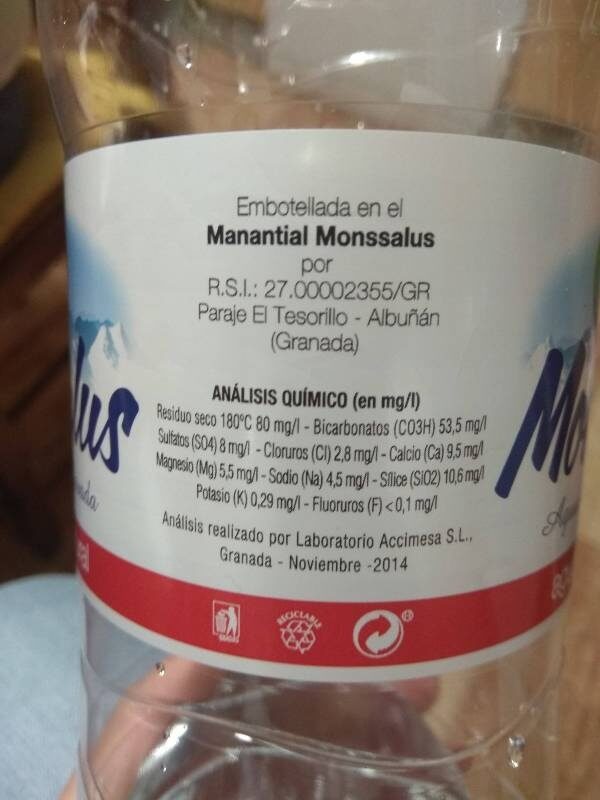 Embotellada en el
Manantial Monssalus
por
R.S.I.: 27.00002355/GR
Paraje El Tesorillo - Albuñán
(Granada)
ANÁLISIS QUÍMICO (en mg/l)
Residuo seco 180ºC 80 mg/l - Bicarbonatos (CO3H) 53,5 mg/l
Sulfatos (SO4) 8 mg/l - Cloruros (Cl) 2,8 mg/l - Calcio (Ca) 9,5 mg/l
Magnesio (Mg) 5,5 mg/l - Sodio (Na) 4,5 mg/l - Sílice (SiO2) 10,6 mg/l
Potasio (K) 0,29 mg/l - Fluoruros (F) < 0,1 mg/l
Análisis realizado por Laboratorio Accimesa S.L.,
Granada - Noviembre -2014
lus
Mo
RECICLABLE